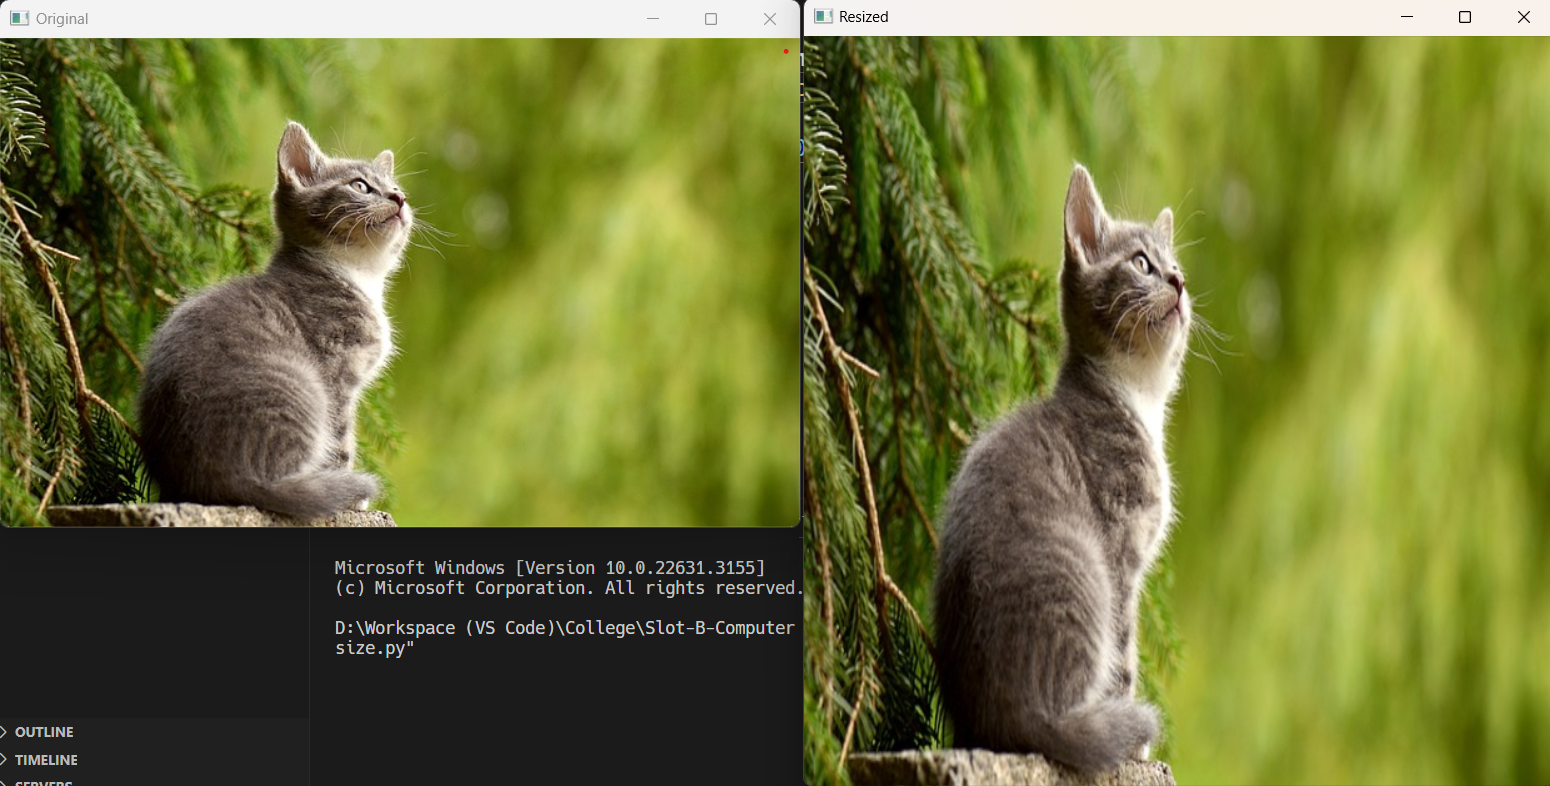 Original
Resized
Microsoft Windows [Version 10.0.22631.3155]
(c) Microsoft Corporation. All rights reserved.
D:\Workspace (VS Code)\College\Slot-B-Computer
size.py"
OUTLINE
TIMELINE
SERVERS